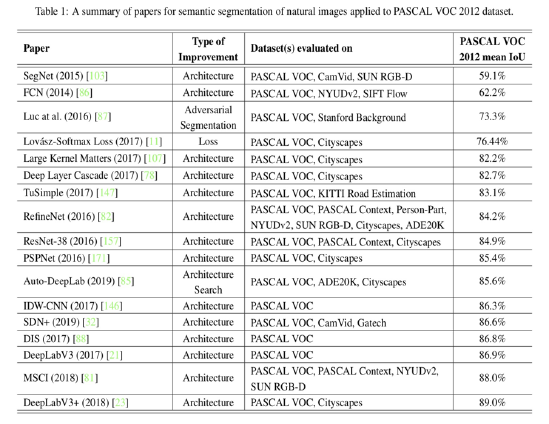 Table 1: A summary of papers for semantic segmentation of natural images applied to PASCAL VOC 2012 dataset.
Paper Type of Improvement Dataset(s) evaluated on PASCAL VOC 2012 mean IoU
SegNet (2015) [103] Architecture PASCAL VOC, CamVid, SUN RGB-D 59.1%
FCN (2014) [86] Architecture PASCAL VOC, NYUDv2, SIFT Flow 62.2%
Luc at al. (2016) [87] Adversarial Segmentation PASCAL VOC, Stanford Background 73.3%
Lovász-Softmax Loss (2017) [11] Loss PASCAL VOC, Cityscapes 76.44%
Large Kernel Matters (2017) [107] Architecture PASCAL VOC, Cityscapes 82.2%
Deep Layer Cascade (2017) [78] Architecture PASCAL VOC, Cityscapes 82.7%
TuSimple (2017) [147] Architecture PASCAL VOC, KITTI Road Estimation 83.1%
RefineNet (2016) [82] Architecture PASCAL VOC, PASCAL Context, Person-Part, NYUDv2, SUN RGB-D, Cityscapes, ADE20K 84.2%
ResNet-38 (2016) [157] Architecture PASCAL VOC, PASCAL Context, Cityscapes 84.9%
PSPNet (2016) [171] Architecture PASCAL VOC, Cityscapes 85.4%
Auto-DeepLab (2019) [85] Architecture Search PASCAL VOC, ADE20K, Cityscapes 85.6%
IDW-CNN (2017) [146] Architecture PASCAL VOC 86.3%
SDN+ (2019) [32] Architecture PASCAL VOC, CamVid, Gatech 86.6%
DIS (2017) [88] Architecture PASCAL VOC 86.8%
DeepLabV3 (2017) [21] Architecture PASCAL VOC 86.9%
MSCI (2018) [81] Architecture PASCAL VOC, PASCAL Context, NYUDv2, SUN RGB-D 88.0%
DeepLabV3+ (2018) [23] Architecture PASCAL VOC, Cityscapes 89.0%